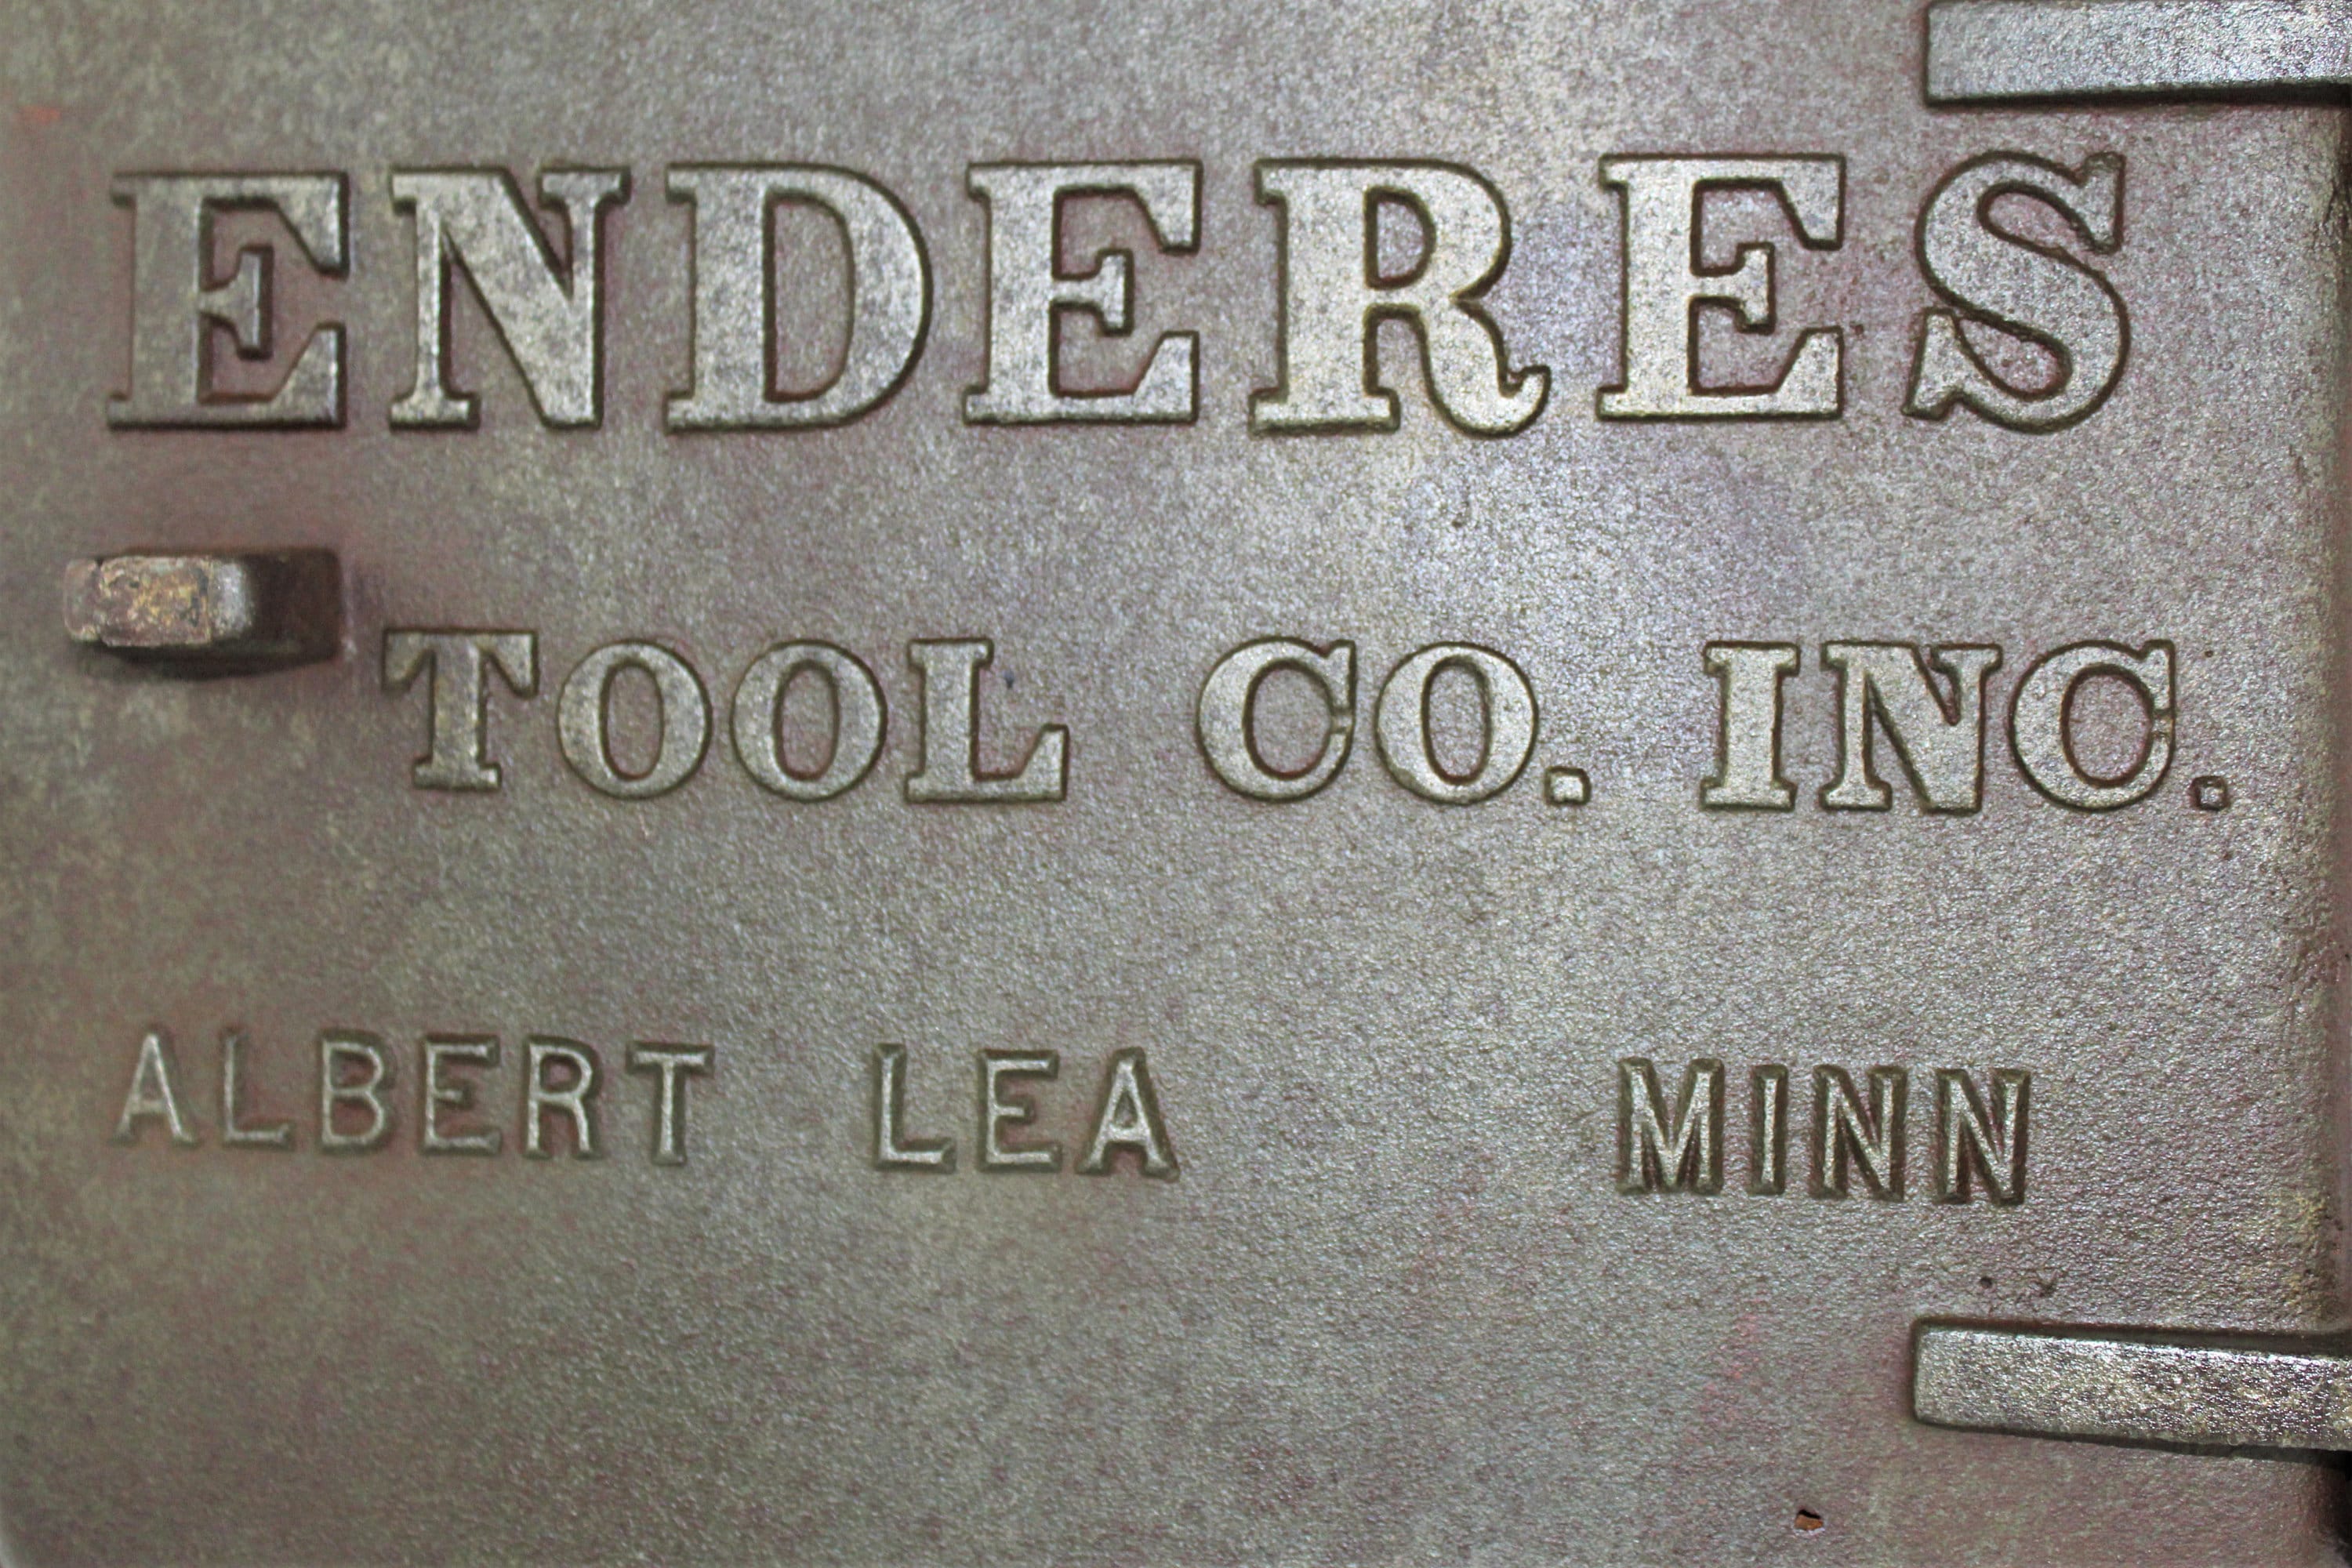 ENDERES
TOOL CO. INC.
ALBERT LEA MINN